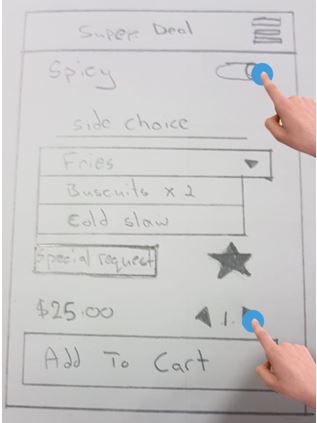 Super Deal
Spicy
side choice
Fries
Buscuits x 2
Cold slaw
Special request
$25.00
1
Add To Cart